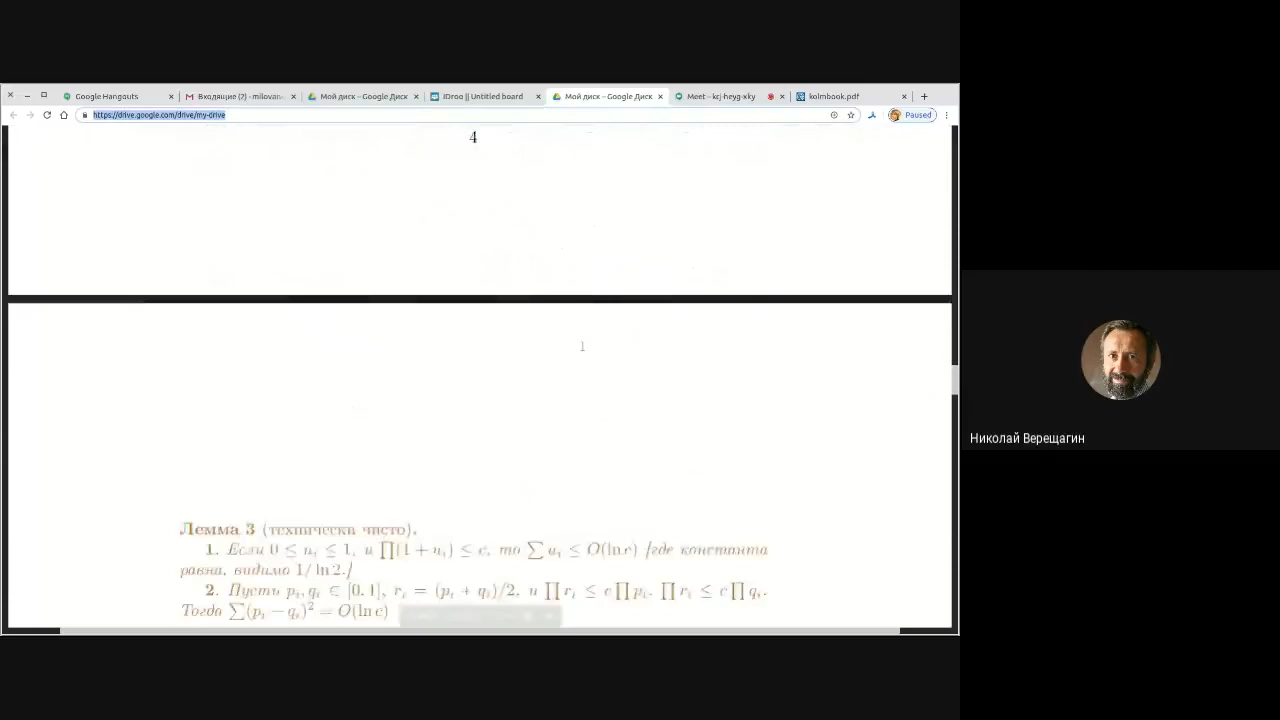 Google Hangouts
Входящие (2) - milovan
Мой диск – Google Диск
iDroo || Untitled board
Мой диск – Google Диск
Meet – kcj-heyg-xky
kolmbook.pdf
https://drive.google.com/drive/my-drive
Paused
4
1
Николай Верещагин
Лемма 3 (технически чисто).
1. Если 0 ≤ u_i ≤ 1, и ∏(1 + u_i) ≤ c, то ∑ u_i ≤ O(ln c) [где константа
равна, видимо 1/ ln 2.]
2. Пусть p_i, q_i ∈ [0, 1], r_i = (p_i + q_i)/2, и ∏ r_i ≤ c ∏ p_i, ∏ r_i ≤ c ∏ q_i.
Тогда ∑(p_i − q_i)² = O(ln c)